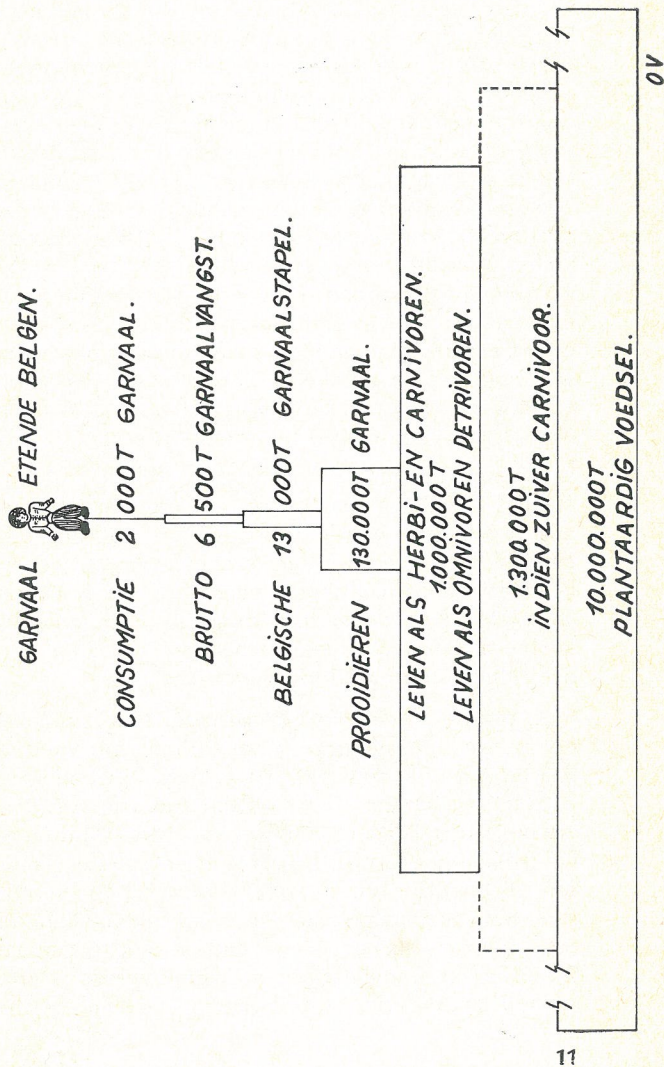 GARNAAL ETENDE BELGEN.
CONSUMPTIE 2 000T GARNAAL.
BRUTTO 6 500T GARNAALVANGST.
BELGISCHE 13 000T GARNAALSTAPEL.
PROOIDIEREN 130.000T GARNAAL.
LEVEN ALS HERBI-EN CARNIVOREN.
1.000.000T
LEVEN ALS OMNIVOREN DETRIVOREN.
1.300.000T
INDIEN ZUIVER CARNIVOOR.
10.000.000T
PLANTAARDIG VOEDSEL.
OV
11